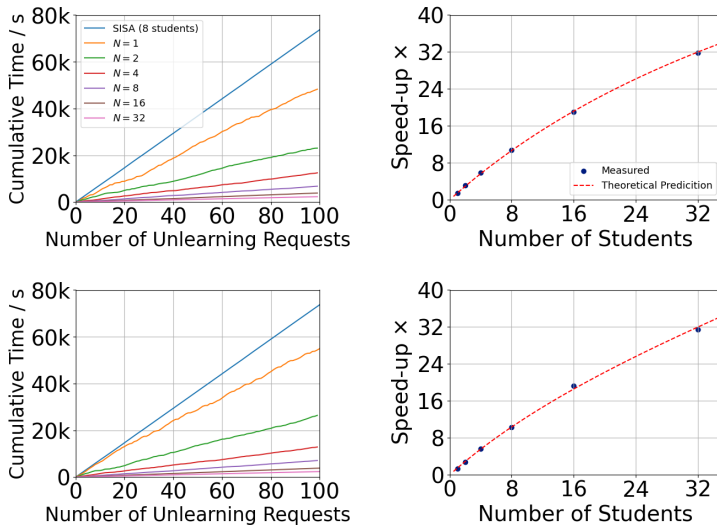 80k
60k
40k
20k
0
Cumulative Time / s
SISA (8 students)
N = 1
N = 2
N = 4
N = 8
N = 16
N = 32
0 20 40 60 80 100
Number of Unlearning Requests
40
32
24
16
8
0
Speed-up ×
Measured
Theoretical Predicition
0 8 16 24 32
Number of Students
80k
60k
40k
20k
0
Cumulative Time / s
0 20 40 60 80 100
Number of Unlearning Requests
40
32
24
16
8
0
Speed-up ×
0 8 16 24 32
Number of Students